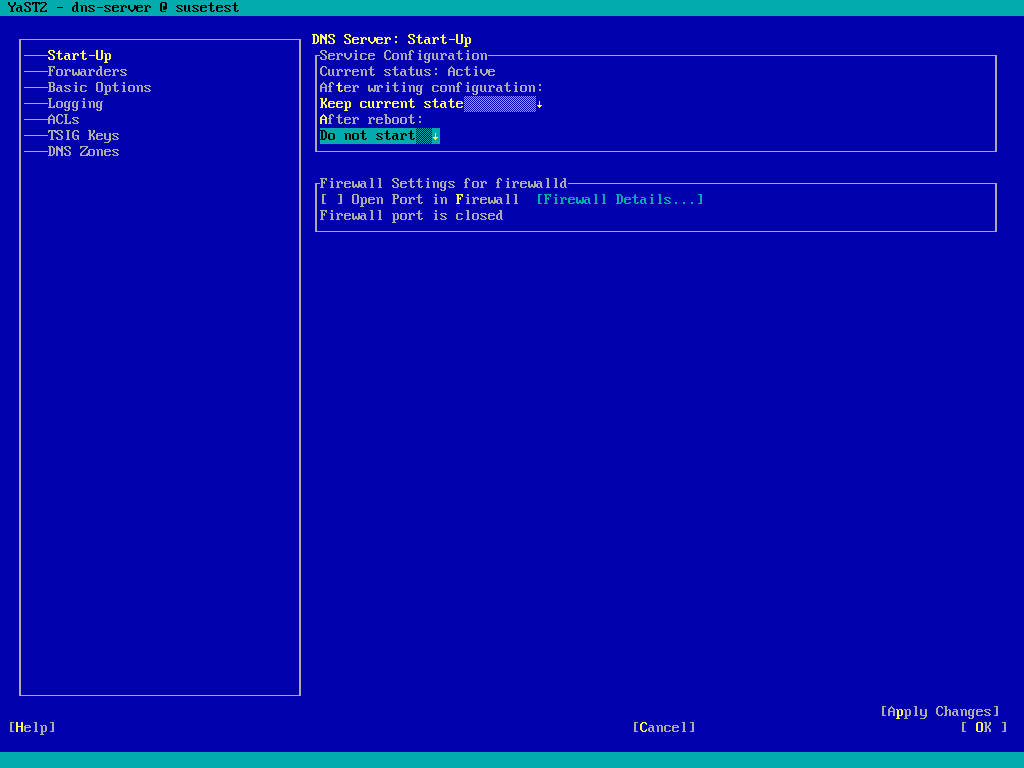 YaST2 - dns-server @ susetest
Start-Up
Forwarders
Basic Options
Logging
ACLs
TSIG Keys
DNS Zones
DNS Server: Start-Up
Service Configuration
Current status: Active
After writing configuration:
Keep current state↓
After reboot:
Do not start ↓
Firewall Settings for firewalld
[ ] Open Port in Firewall [Firewall Details...]
Firewall port is closed
[Apply Changes]
[Help] [Cancel] [ OK ]